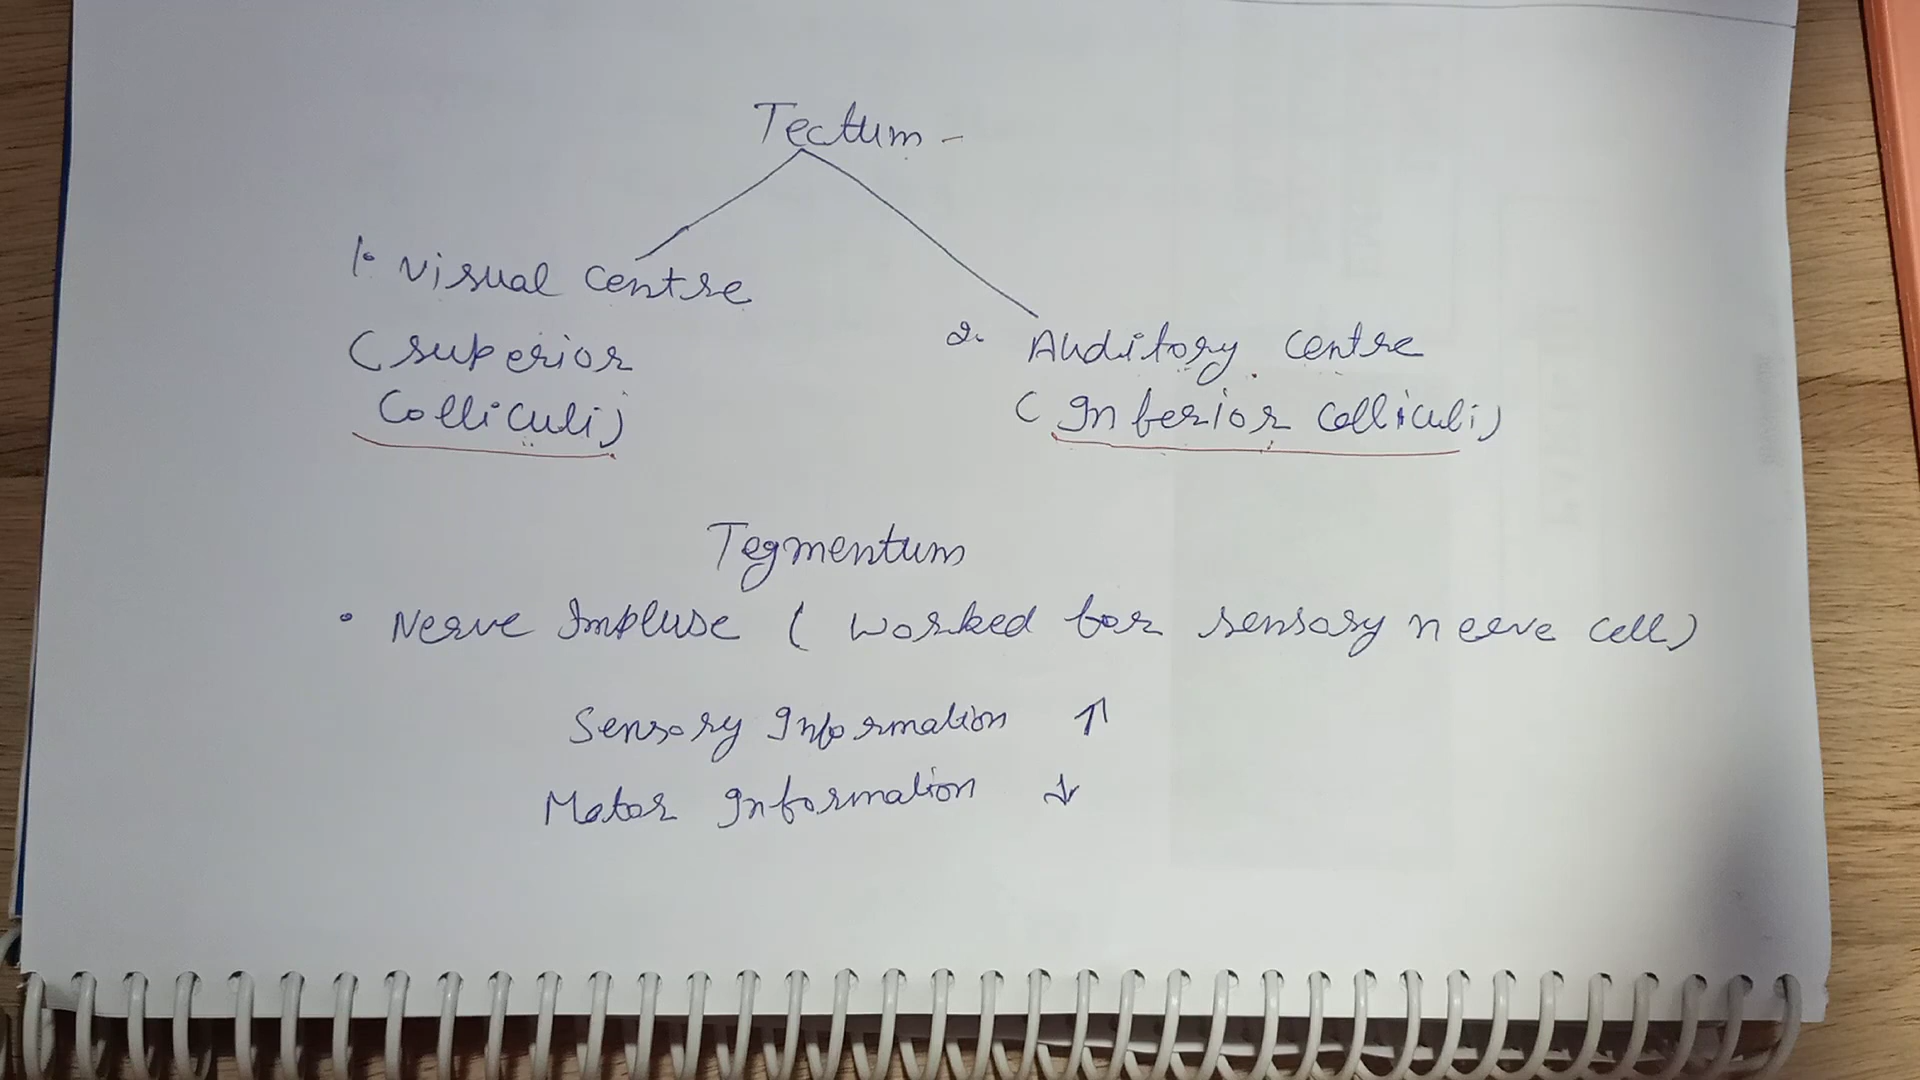 Tectum -
1. Visual Centre
(superior
Colliculi)
2. Auditory Centre
(Inferior Colliculi)
Tegmentum
• Nerve Impluse (worked for sensory nerve cell)
Sensory Information ↑
Motor Information ↓